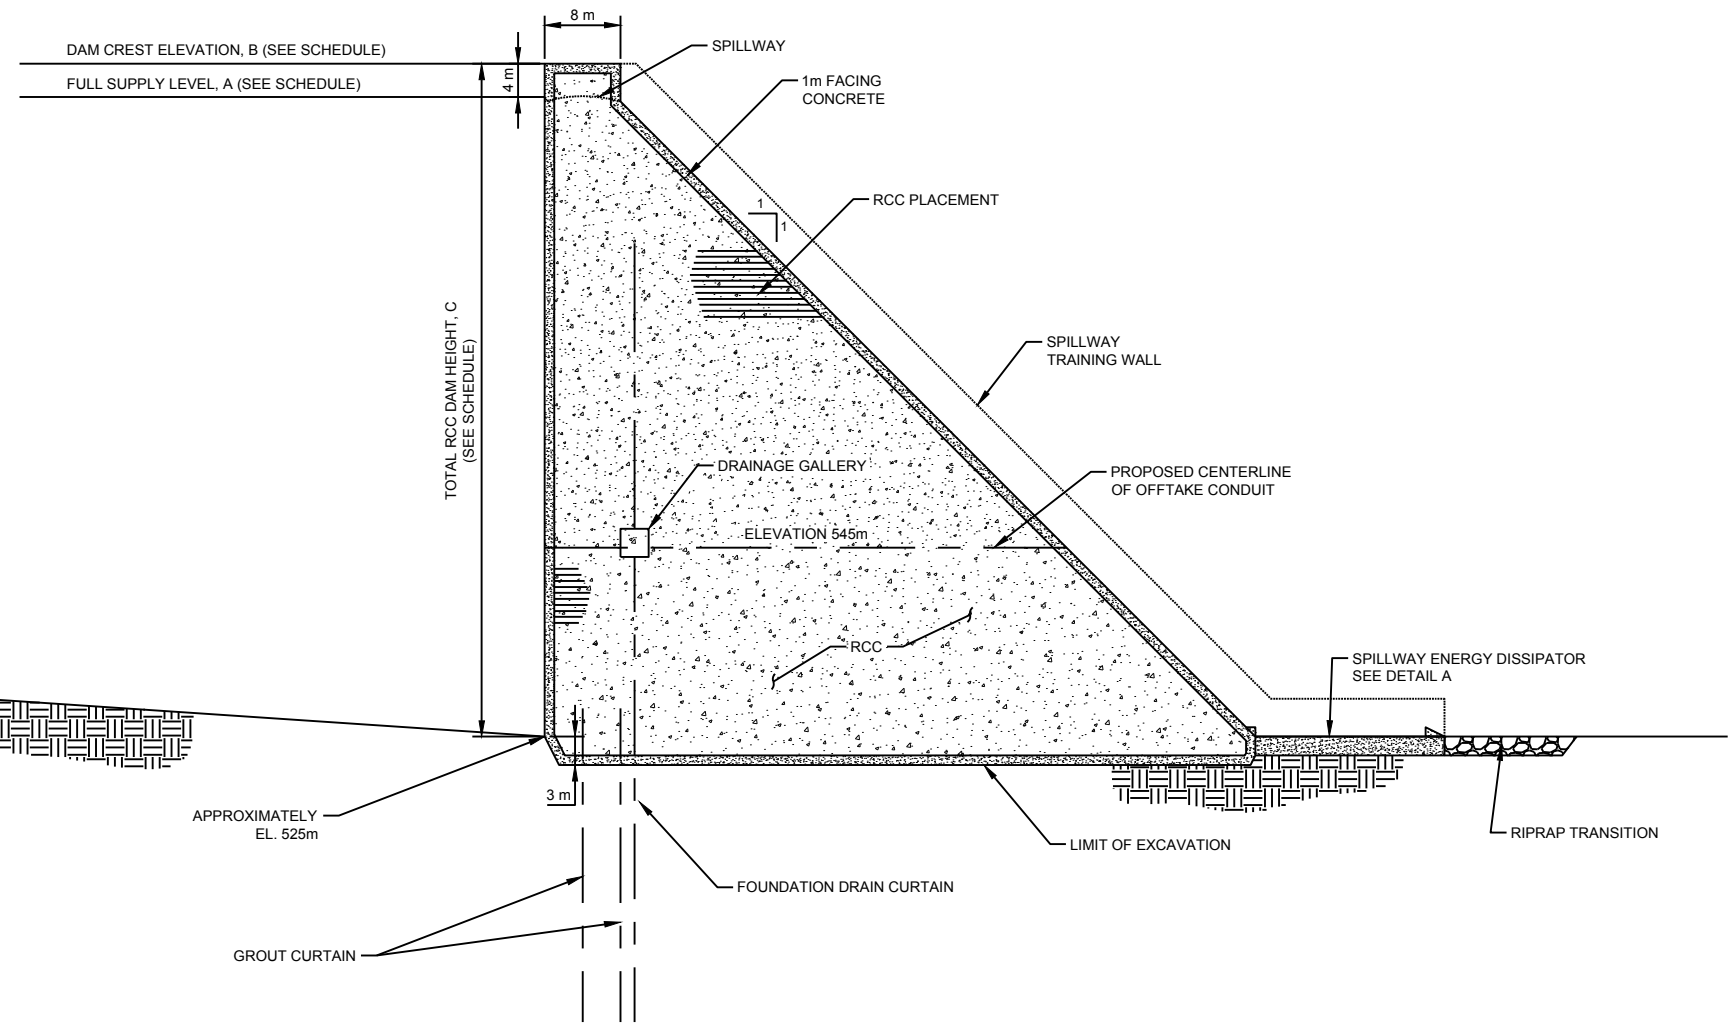 8 m
DAM CREST ELEVATION, B (SEE SCHEDULE)
SPILLWAY
FULL SUPPLY LEVEL, A (SEE SCHEDULE)
4 m
1m FACING
CONCRETE
RCC PLACEMENT
1
1
TOTAL RCC DAM HEIGHT, C
(SEE SCHEDULE)
SPILLWAY
TRAINING WALL
DRAINAGE GALLERY
PROPOSED CENTERLINE
OF OFFTAKE CONDUIT
ELEVATION 545m
RCC
SPILLWAY ENERGY DISSIPATOR
SEE DETAIL A
3 m
APPROXIMATELY
EL. 525m
RIPRAP TRANSITION
LIMIT OF EXCAVATION
FOUNDATION DRAIN CURTAIN
GROUT CURTAIN